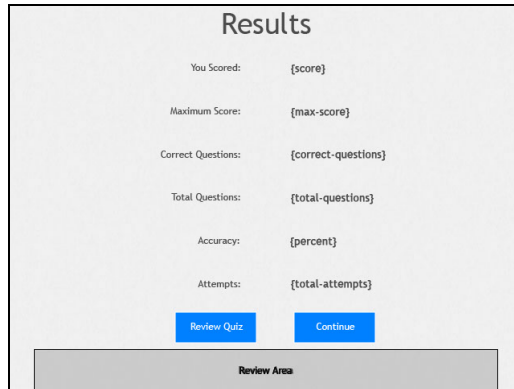 Results
You Scored: {score}
Maximum Score: {max-score}
Correct Questions: {correct-questions}
Total Questions: {total-questions}
Accuracy: {percent}
Attempts: {total-attempts}
Review Quiz Continue
Review Area